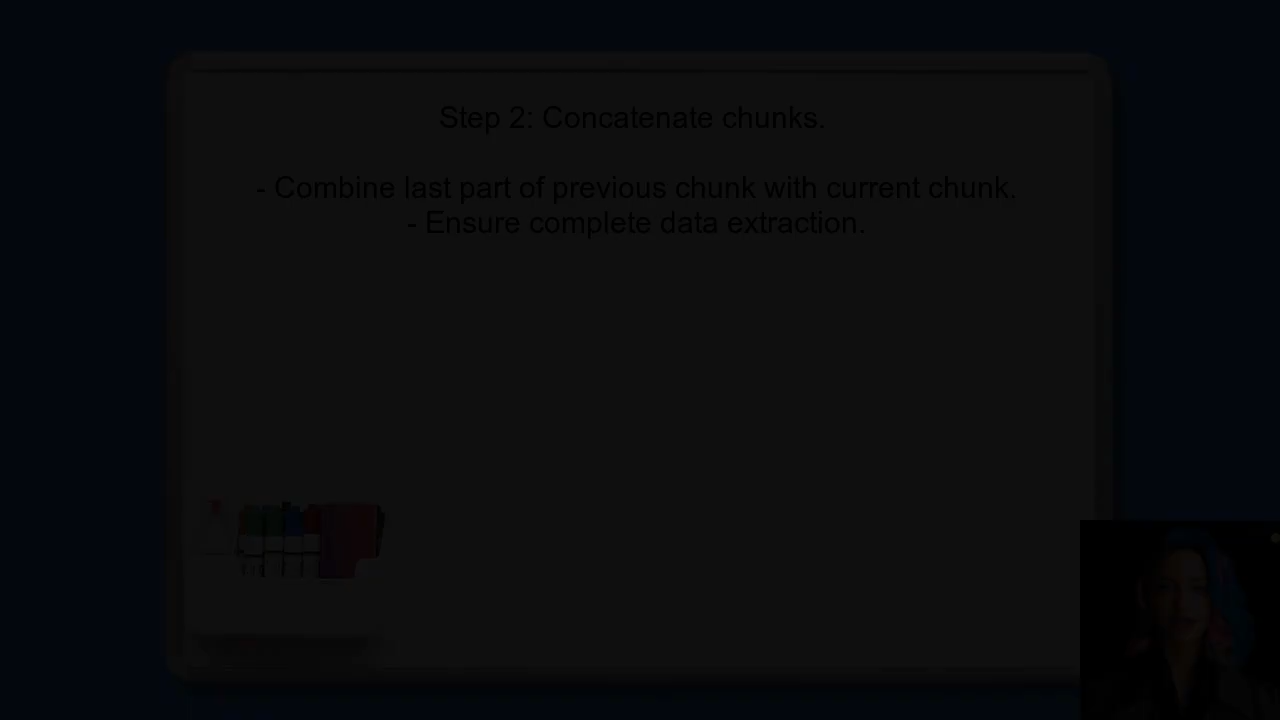 Step 2: Concatenate chunks.
- Combine last part of previous chunk with current chunk.
- Ensure complete data extraction.